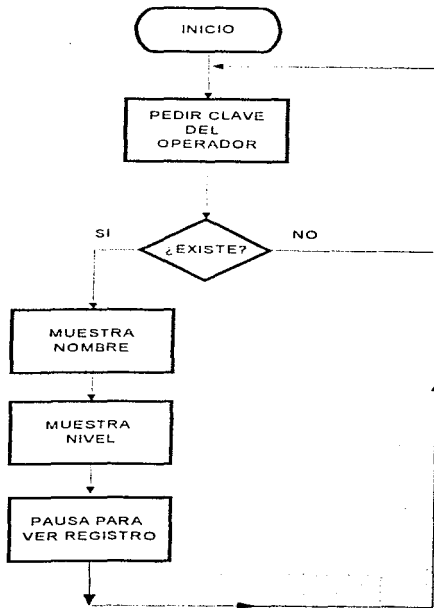 INICIO
PEDIR CLAVE
DEL
OPERADOR
¿EXISTE?
SI
NO
MUESTRA
NOMBRE
MUESTRA
NIVEL
PAUSA PARA
VER REGISTRO